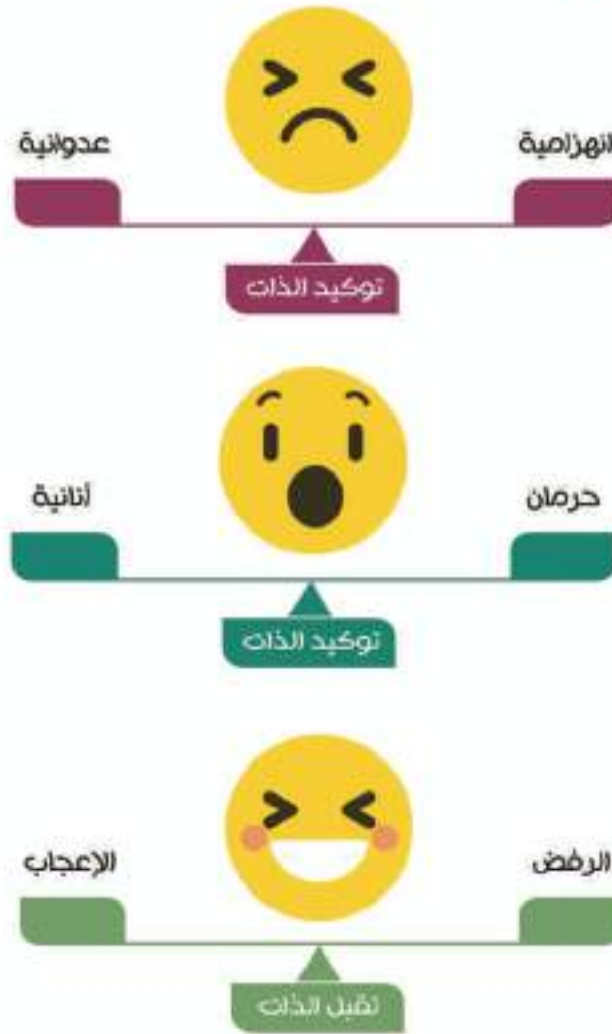 انهزامية عدوانية
توكيد الذات
حرمان أنانية
توكيد الذات
الرفض الإعجاب
تقبل الذات